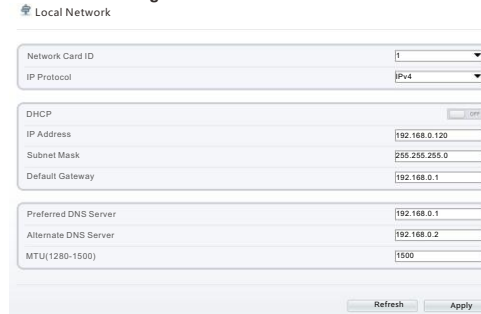 Local Network
Network Card ID 1
IP Protocol IPv4
DHCP OFF
IP Address 192.168.0.120
Subnet Mask 255.255.255.0
Default Gateway 192.168.0.1
Preferred DNS Server 192.168.0.1
Alternate DNS Server 192.168.0.2
MTU(1280-1500) 1500
Refresh Apply